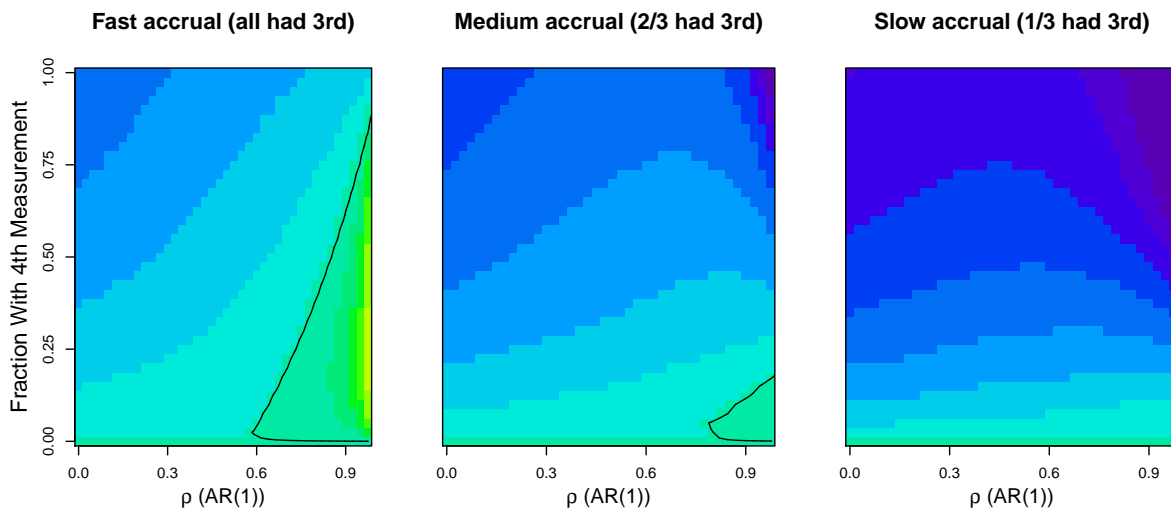 Fast accrual (all had 3rd)
Medium accrual (2/3 had 3rd)
Slow accrual (1/3 had 3rd)
Fraction With 4th Measurement
1.00
0.75
0.50
0.25
0.00
0.0 0.3 0.6 0.9
0.0 0.3 0.6 0.9
0.0 0.3 0.6 0.9
ρ (AR(1))
ρ (AR(1))
ρ (AR(1))